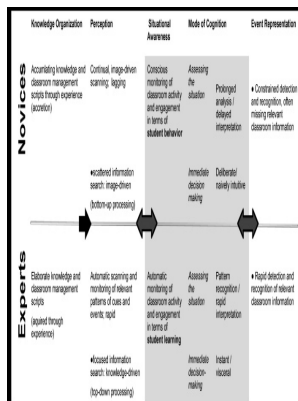 Knowledge Organization
Perception
Situational
Awareness
Mode of Cognition
Event Representation
Novices
Accumlating knowledge and
classroom management
scripts through experience
(accretion)
Continual, image-driven
scanning; lagging
●scattered information
search: image-driven
(bottom-up processing)
Conscious
monitoring of
classroom activity
and engagement
in terms of
student behavior
Assessing
the
situation
Prolonged
analysis /
delayed
interpretation
Immediate
decision
making
Deliberate/
naively intuitive
● Constrained detection
and recognition, often
missing relevant
classroom information
Experts
Elaborate knowledge and
classroom management
scripts
(aquired through
experience)
Automatic scanning and
monitoring of relevant
patterns of cues and
events; rapid
●focused information
search: knowledge-driven
(top-down processing)
Automatic
monitoring of
classroom activity
and engagement
in terms of
student learning
Assessing
the
situation
Pattern
recognition /
rapid
interpretation
Immediate
decision-
making
Instant /
visceral
● Rapid detection and
recognition of relevant
classroom information